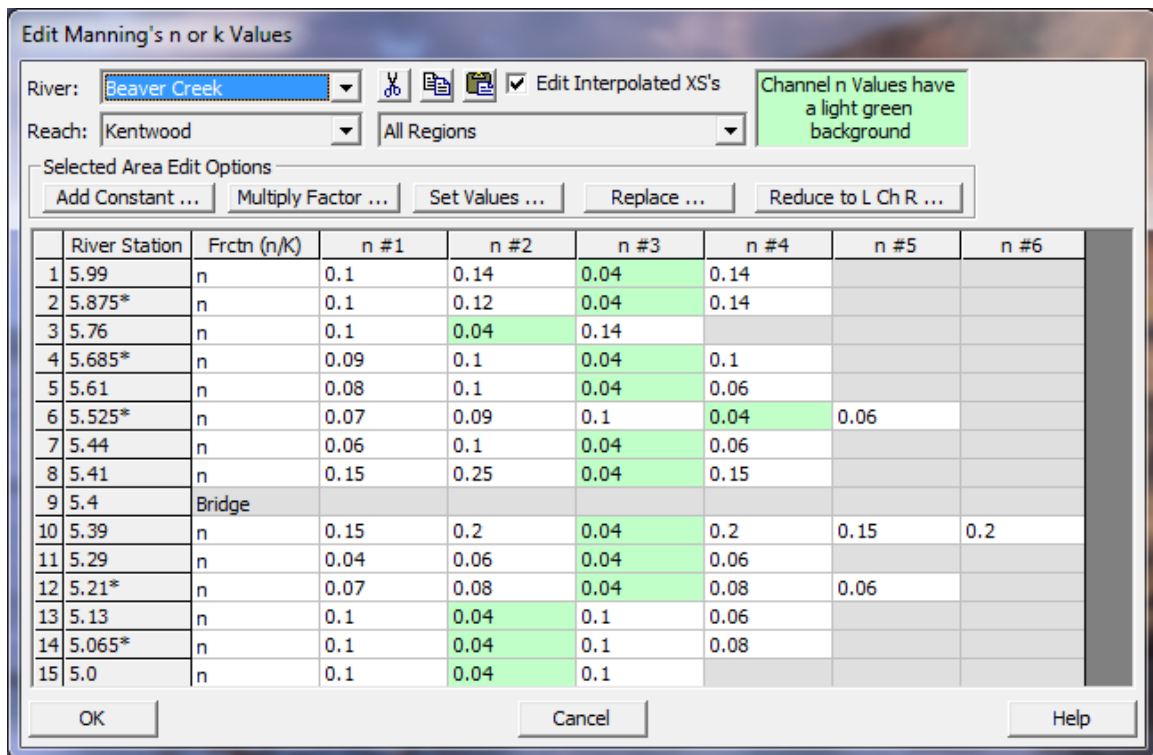 Edit Manning's n or k Values
River: Beaver Creek Edit Interpolated XS's
Channel n Values have
a light green
background
Reach: Kentwood All Regions
Selected Area Edit Options
Add Constant ... Multiply Factor ... Set Values ... Replace ... Reduce to L Ch R ...
River Station Frctn (n/K) n #1 n #2 n #3 n #4 n #5 n #6
1 5.99 n 0.1 0.14 0.04 0.14
2 5.875* n 0.1 0.12 0.04 0.14
3 5.76 n 0.1 0.04 0.14
4 5.685* n 0.09 0.1 0.04 0.1
5 5.61 n 0.08 0.1 0.04 0.06
6 5.525* n 0.07 0.09 0.1 0.04 0.06
7 5.44 n 0.06 0.1 0.04 0.06
8 5.41 n 0.15 0.25 0.04 0.15
9 5.4 Bridge
10 5.39 n 0.15 0.2 0.04 0.2 0.15 0.2
11 5.29 n 0.04 0.06 0.04 0.06
12 5.21* n 0.07 0.08 0.04 0.08 0.06
13 5.13 n 0.1 0.04 0.1 0.06
14 5.065* n 0.1 0.04 0.1 0.08
15 5.0 n 0.1 0.04 0.1
OK Cancel Help